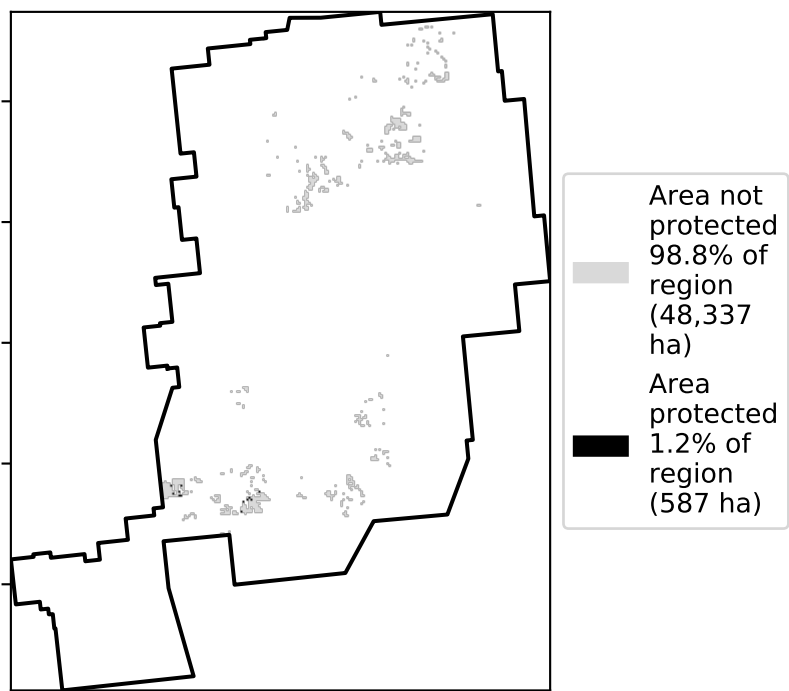 Area not
protected
98.8% of
region
(48,337
ha)
Area
protected
1.2% of
region
(587 ha)